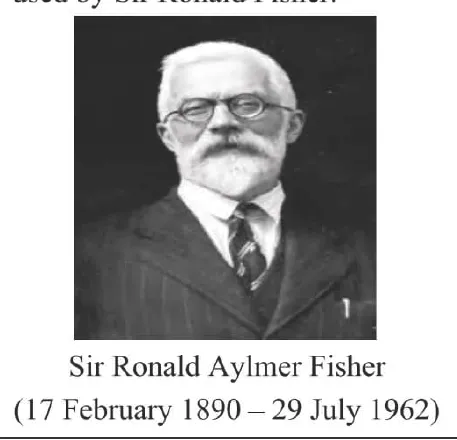 used by Sir Ronald Fisher.
Sir Ronald Aylmer Fisher
(17 February 1890 – 29 July 1962)